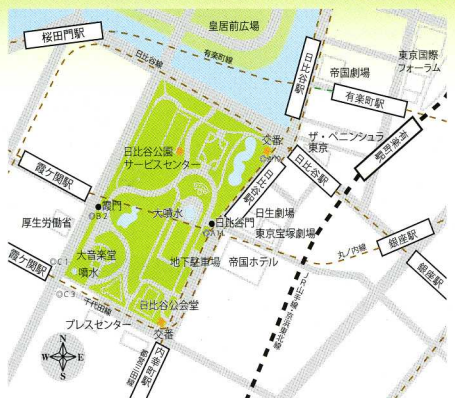 皇居前広場
桜田門駅
日比谷線
有楽町線
日比谷駅
帝国劇場
東京国際
フォーラム
有楽町駅
有楽町駅
交番
ザ・ペニンシュラ
東京
日比谷公園
サービスセンター
日比谷駅
日比谷駅
霞ケ関駅
霞門
B2
大噴水
日比谷門
日生劇場
東京宝塚劇場
厚生労働省
丸ノ内線
銀座駅
銀座駅
大音楽堂
地下駐車場
帝国ホテル
霞ケ関駅
C1
噴水
C3
千代田線
日比谷公会堂
JR山手線・京浜東北線
プレスセンター
交番
内幸町駅
都営三田線
N
W
E
S